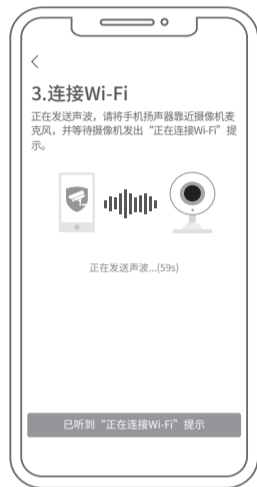 3.连接Wi-Fi
正在发送声波，请将手机扬声器靠近摄像机麦
克风，并等待摄像机发出“正在连接Wi-Fi”提
示。
正在发送声波...(59s)
已听到“正在连接Wi-Fi”提示